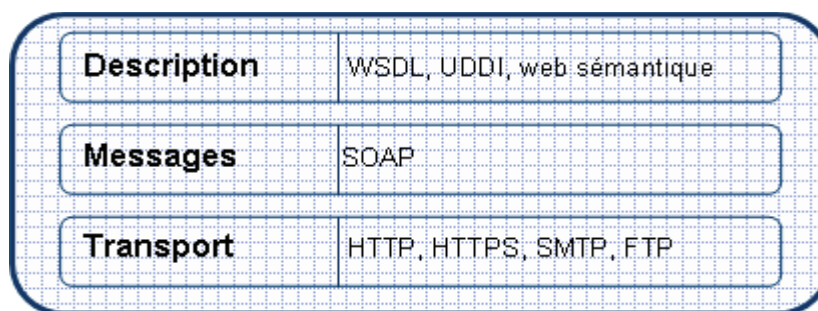 Description WSDL, UDDI, web sémantique
Messages SOAP
Transport HTTP, HTTPS, SMTP, FTP